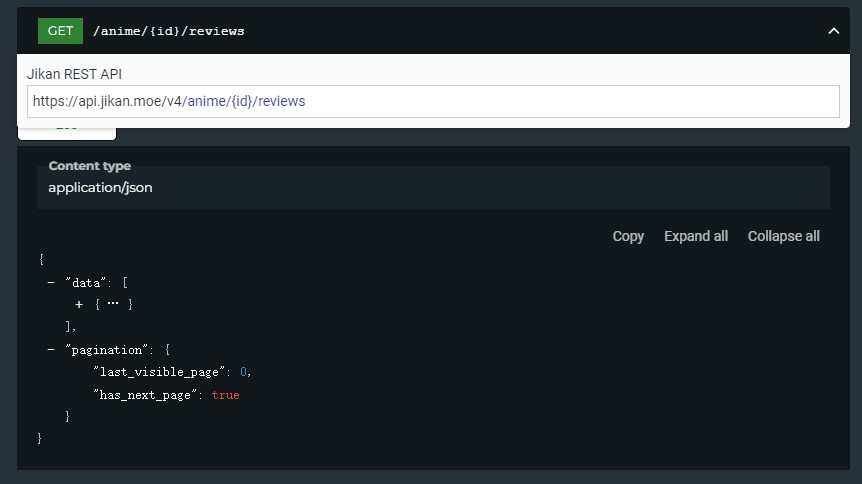 GET /anime/{id}/reviews
Jikan REST API
https://api.jikan.moe/v4/anime/{id}/reviews
Content type
application/json
Copy Expand all Collapse all
{
− "data": [
+ { ... }
],
− "pagination": {
"last_visible_page": 0,
"has_next_page": true
}
}